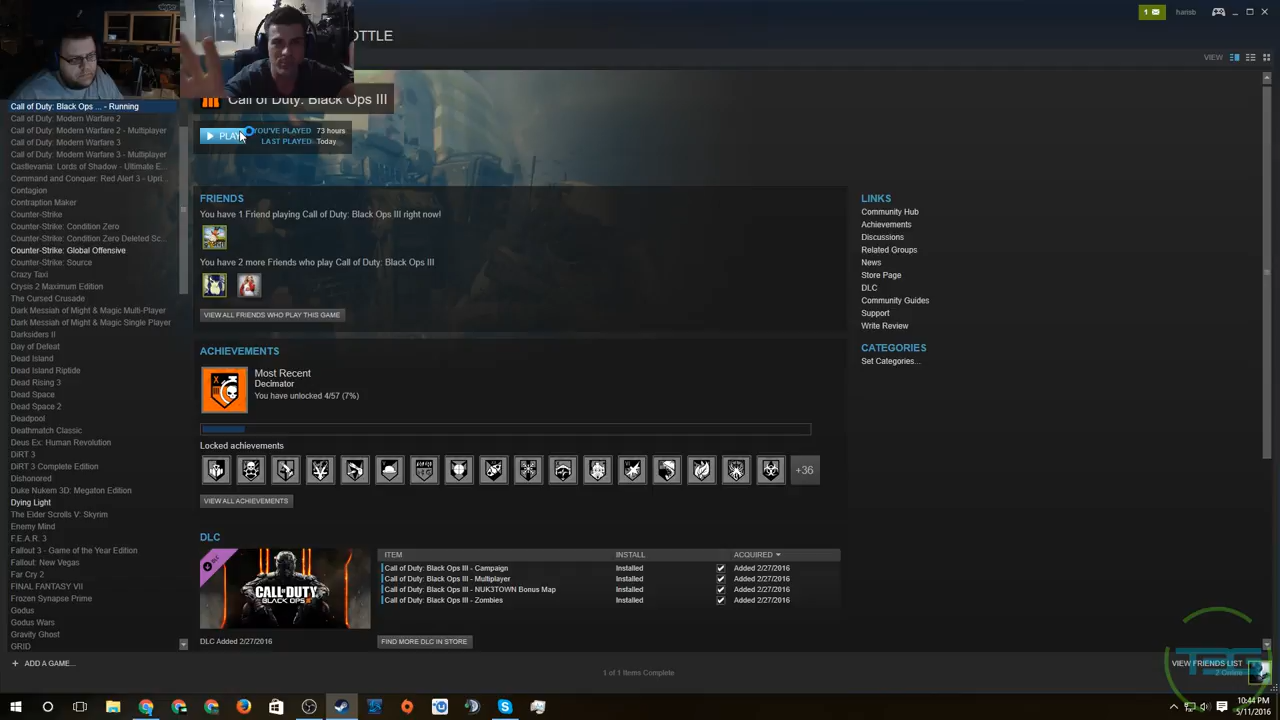 1
hansb
OTTLE
VIEW
Call of Duty: Black Ops III
PLAY
YOU'VE PLAYED 73 hours
LAST PLAYED: Today
Call of Duty: Black Ops ... - Running
Call of Duty: Modern Warfare 2
Call of Duty: Modern Warfare 2 - Multiplayer
Call of Duty: Modern Warfare 3
Call of Duty: Modern Warfare 3 - Multiplayer
Castlevania: Lords of Shadow - Ultimate E...
Command and Conquer: Red Alert 3 - Upri...
Contagion
Contraption Maker
Counter-Strike
Counter-Strike: Condition Zero
Counter-Strike: Condition Zero Deleted Sc...
Counter-Strike: Global Offensive
Counter-Strike: Source
Crazy Taxi
Crysis 2 Maximum Edition
The Cursed Crusade
Dark Messiah of Might & Magic Multi-Player
Dark Messiah of Might & Magic Single Player
Darksiders II
Day of Defeat
Dead Island
Dead Island Riptide
Dead Rising 3
Dead Space
Dead Space 2
Deadpool
Deathmatch Classic
Deus Ex: Human Revolution
DiRT 3
DiRT 3 Complete Edition
Dishonored
Duke Nukem 3D: Megaton Edition
Dying Light
The Elder Scrolls V: Skyrim
Enemy Mind
F.E.A.R. 3
Fallout 3 - Game of the Year Edition
Fallout: New Vegas
Far Cry 2
FINAL FANTASY VII
Frozen Synapse Prime
Godus
Godus Wars
Gravity Ghost
GRID
+ ADD A GAME...
FRIENDS
You have 1 Friend playing Call of Duty: Black Ops III right now!
You have 2 more Friends who play Call of Duty: Black Ops III
VIEW ALL FRIENDS WHO PLAY THIS GAME
ACHIEVEMENTS
Most Recent
Decimator
You have unlocked 4/57 (7%)
Locked achievements
+36
VIEW ALL ACHIEVEMENTS
DLC
ITEM INSTALL ACQUIRED
Call of Duty: Black Ops III - Campaign Installed Added 2/27/2016
Call of Duty: Black Ops III - Multiplayer Installed Added 2/27/2016
Call of Duty: Black Ops III - NUK3TOWN Bonus Map Installed Added 2/27/2016
Call of Duty: Black Ops III - Zombies Installed Added 2/27/2016
CALL OF DUTY
BLACK OPS III
DLC Added 2/27/2016
FIND MORE DLC IN STORE
LINKS
Community Hub
Achievements
Discussions
Related Groups
News
Store Page
DLC
Community Guides
Support
Write Review
CATEGORIES
Set Categories...
1 of 1 Items Complete
VIEW FRIENDS LIST
2 Online
10:44 PM
5/11/2016